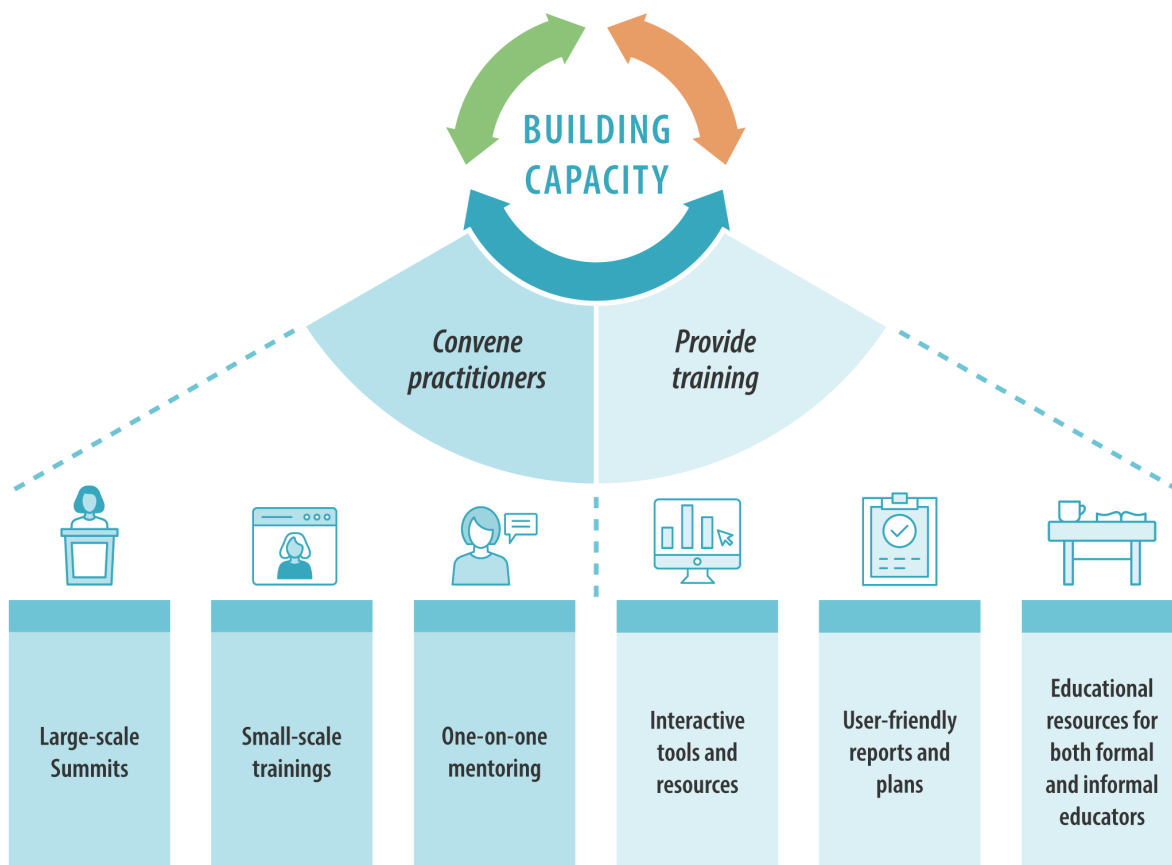 BUILDING
CAPACITY
Convene
practitioners
Provide
training
Large-scale
Summits
Small-scale
trainings
One-on-one
mentoring
Interactive
tools and
resources
User-friendly
reports and
plans
Educational
resources for
both formal
and informal
educators